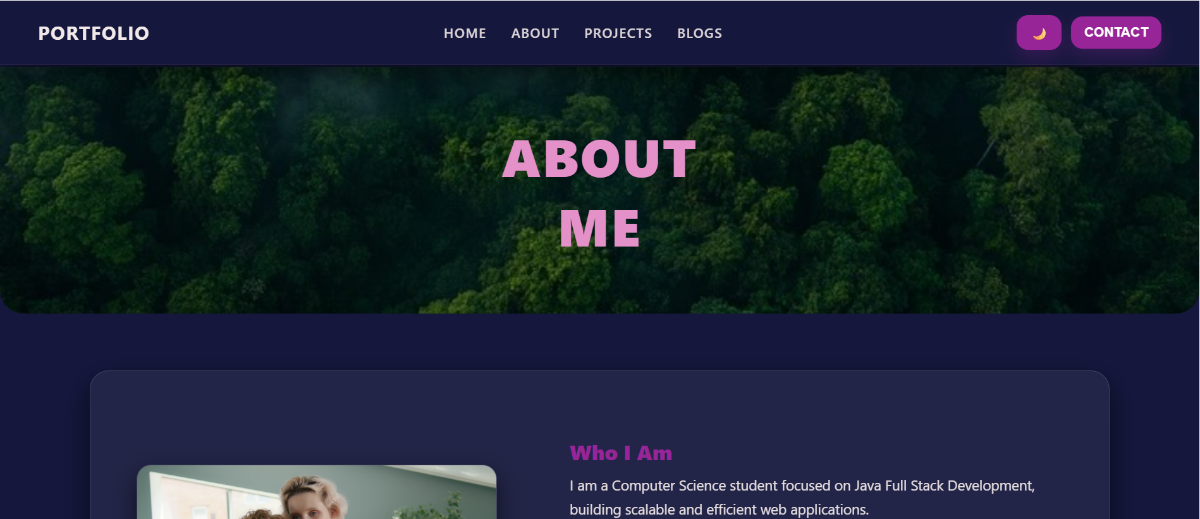 PORTFOLIO
HOME ABOUT PROJECTS BLOGS
CONTACT
ABOUT
ME
Who I Am
I am a Computer Science student focused on Java Full Stack Development,
building scalable and efficient web applications.